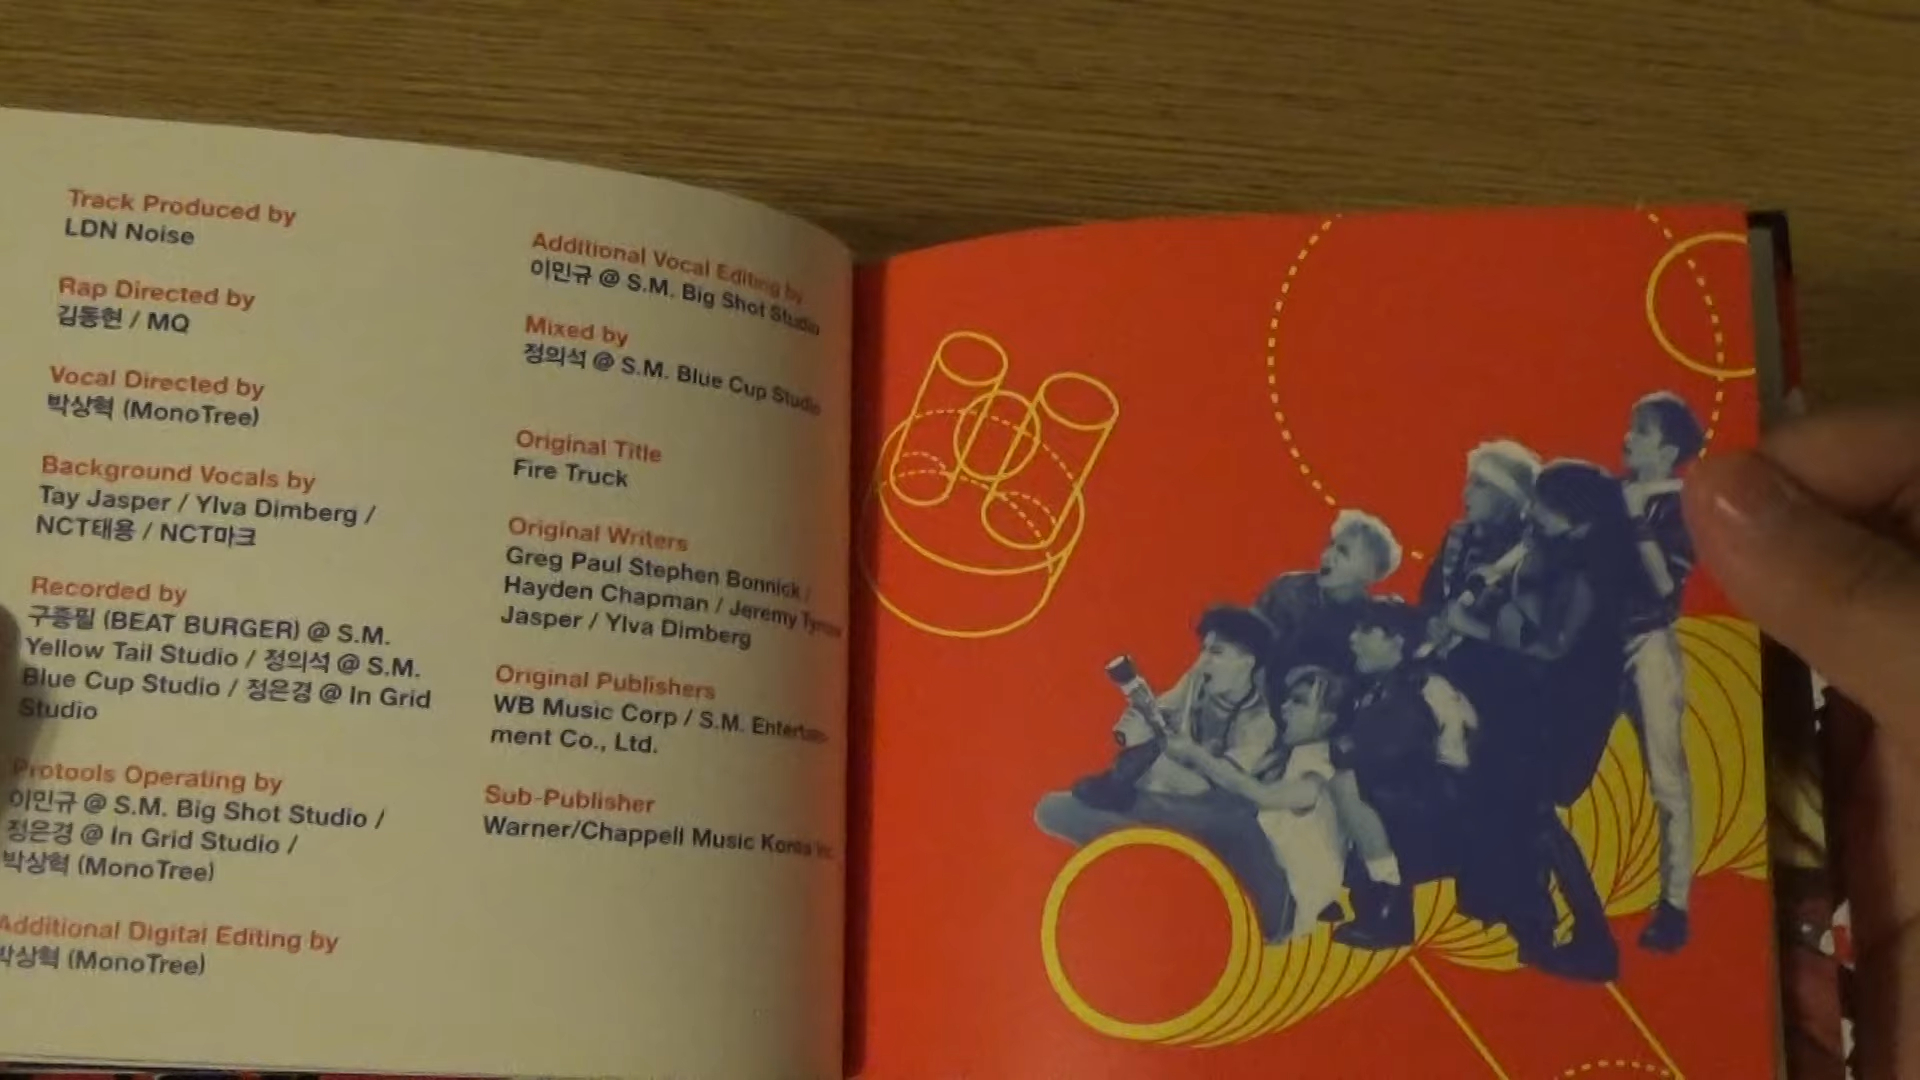 Track Produced by
LDN Noise
Rap Directed by
김동현 / MQ
Vocal Directed by
박상혁 (MonoTree)
Background Vocals by
Tay Jasper / Ylva Dimberg /
NCT태용 / NCT마크
Recorded by
구종필 (BEAT BURGER) @ S.M.
Yellow Tail Studio / 정의석 @ S.M.
Blue Cup Studio / 정은경 @ In Grid
Studio
Protools Operating by
이민규 @ S.M. Big Shot Studio /
정은경 @ In Grid Studio /
박상혁 (MonoTree)
Additional Digital Editing by
박상혁 (MonoTree)
Additional Vocal Editing by
이민규 @ S.M. Big Shot Studio
Mixed by
정의석 @ S.M. Blue Cup Studio
Original Title
Fire Truck
Original Writers
Greg Paul Stephen Bonnick /
Hayden Chapman / Jeremy
Jasper / Ylva Dimberg
Original Publishers
WB Music Corp / S.M. Entertain-
ment Co., Ltd.
Sub-Publisher
Warner/Chappell Music Korea Inc.